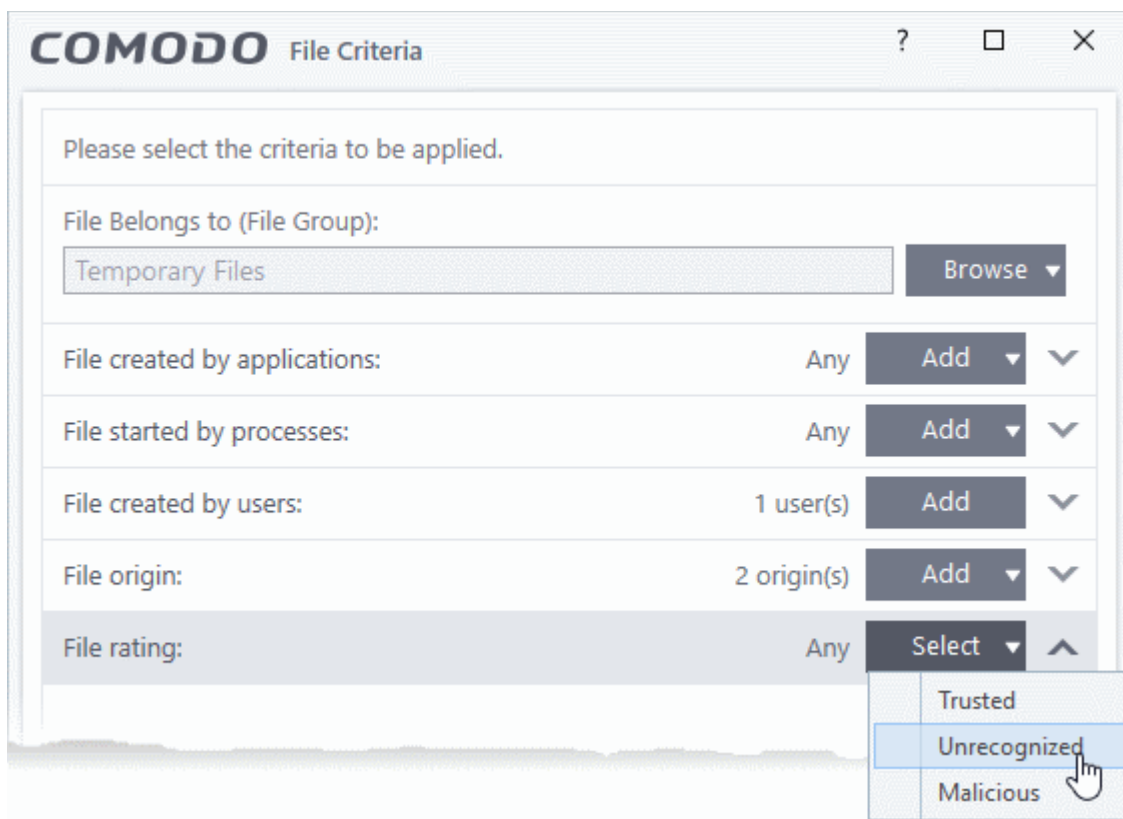 COMODO File Criteria ?
Please select the criteria to be applied.
File Belongs to (File Group):
Temporary Files Browse
File created by applications: Any Add
File started by processes: Any Add
File created by users: 1 user(s) Add
File origin: 2 origin(s) Add
File rating: Any Select
Trusted
Unrecognized
Malicious